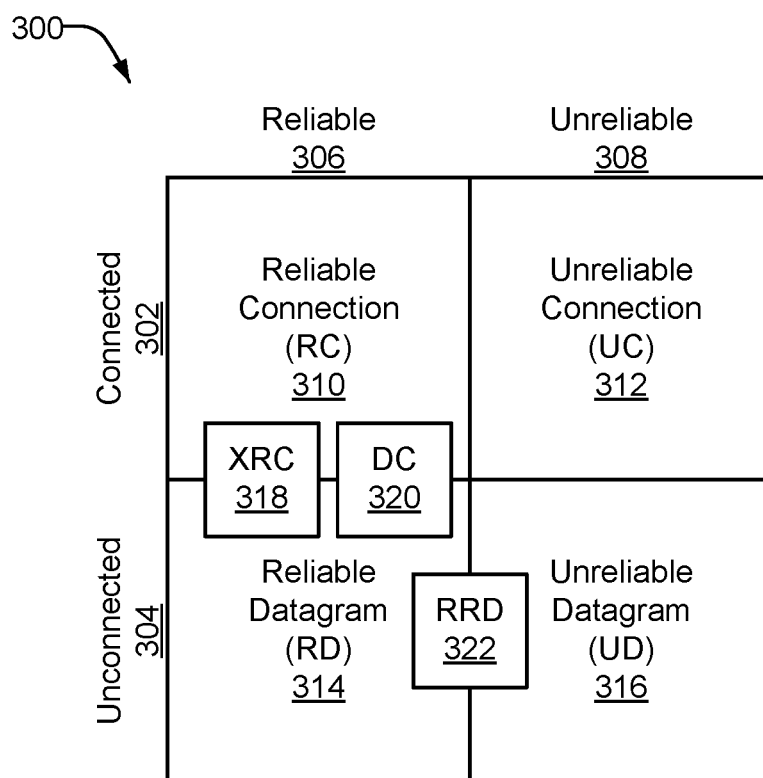 300
Reliable
306
Unreliable
308
Connected
302
Reliable
Connection
(RC)
310
Unreliable
Connection
(UC)
312
XRC
318
DC
320
Unconnected
304
Reliable
Datagram
(RD)
314
RRD
322
Unreliable
Datagram
(UD)
316